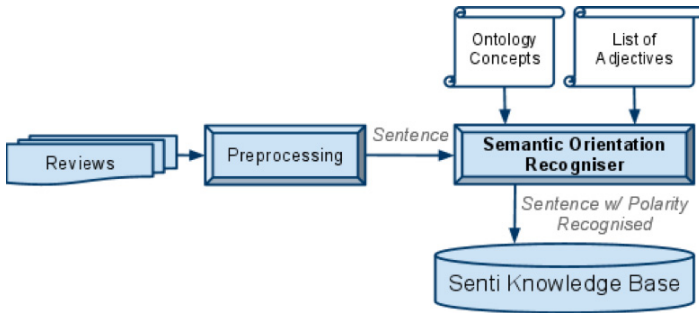 Ontology
Concepts
List of
Adjectives
Reviews
Preprocessing
Sentence
Semantic Orientation
Recogniser
Sentence w/ Polarity
Recognised
Senti Knowledge Base